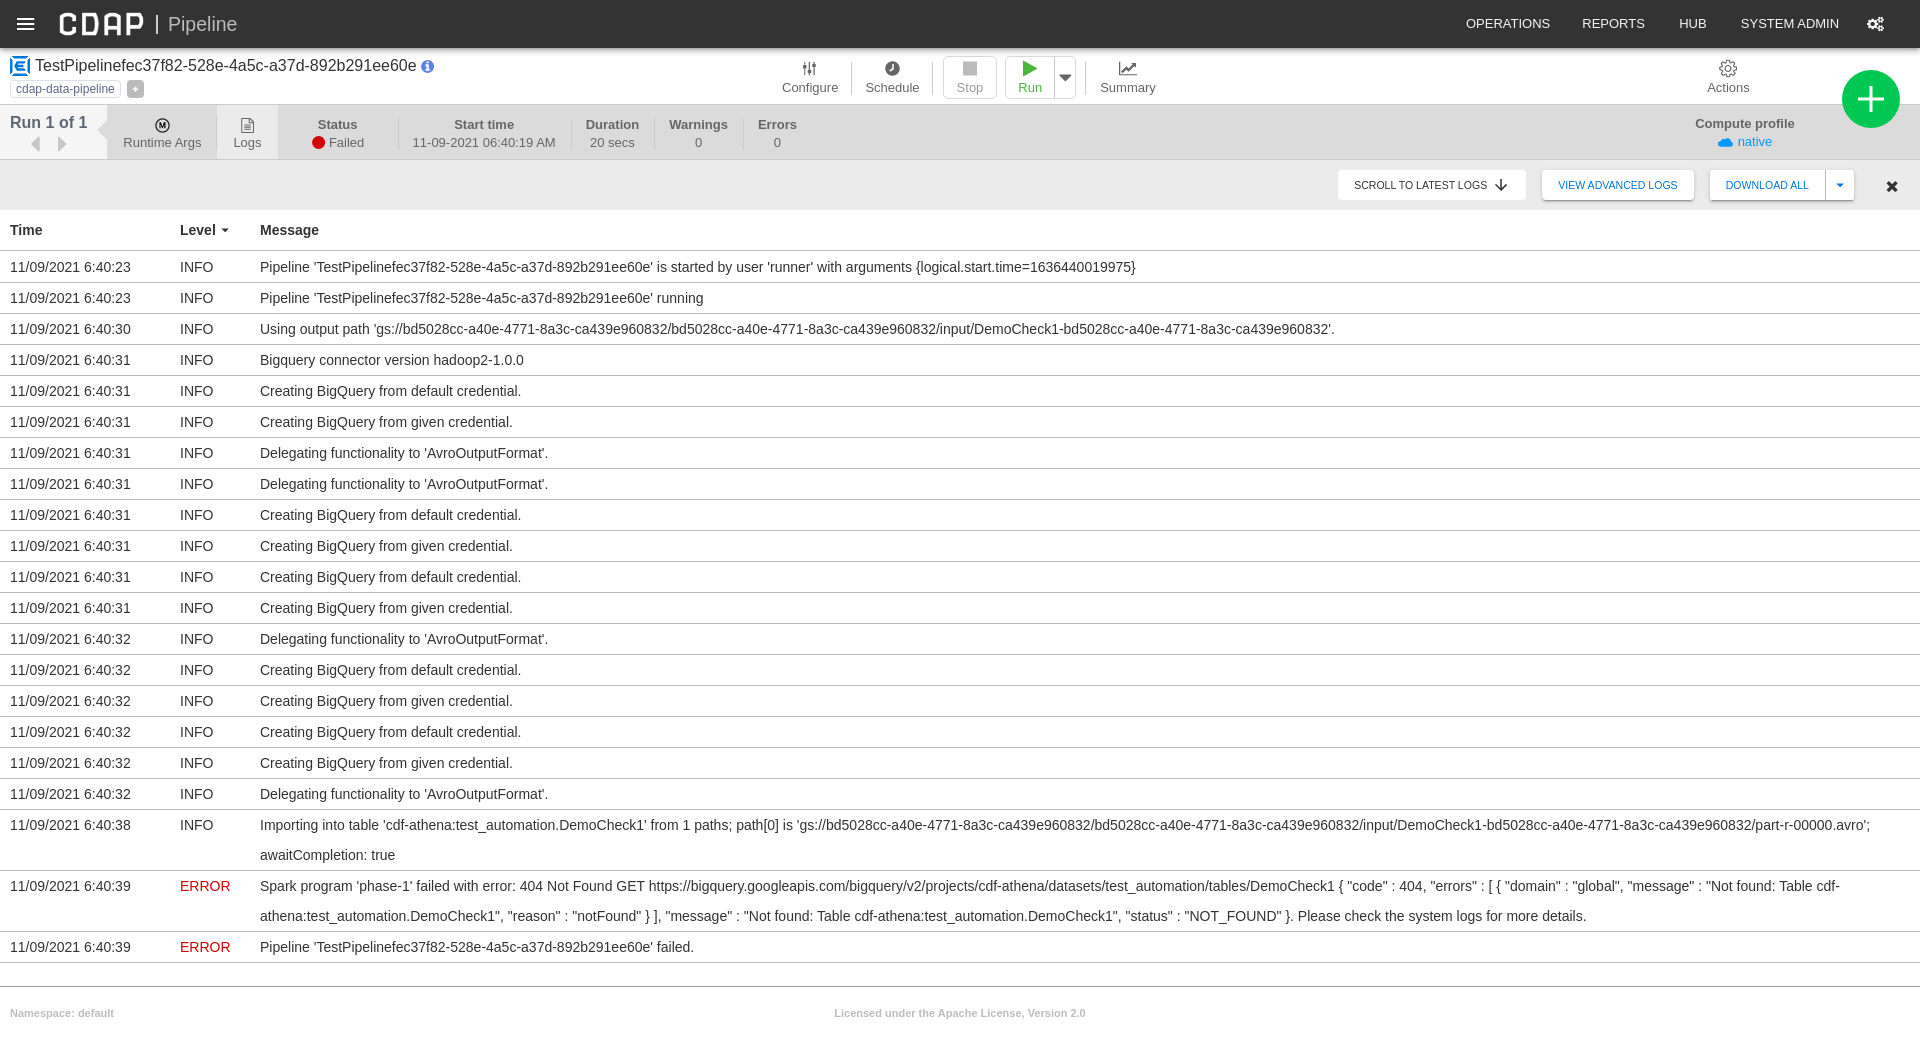 CDAP | Pipeline
OPERATIONS REPORTS HUB SYSTEM ADMIN
TestPipelinefec37f82-528e-4a5c-a37d-892b291ee60e
cdap-data-pipeline +
Configure Schedule Stop Run Summary Actions
Run 1 of 1
Runtime Args Logs
Status Start time Duration Warnings Errors Compute profile
Failed 11-09-2021 06:40:19 AM 20 secs 0 0 native
SCROLL TO LATEST LOGS VIEW ADVANCED LOGS DOWNLOAD ALL
Time Level Message
11/09/2021 6:40:23 INFO Pipeline 'TestPipelinefec37f82-528e-4a5c-a37d-892b291ee60e' is started by user 'runner' with arguments {logical.start.time=1636440019975}
11/09/2021 6:40:23 INFO Pipeline 'TestPipelinefec37f82-528e-4a5c-a37d-892b291ee60e' running
11/09/2021 6:40:30 INFO Using output path 'gs://bd5028cc-a40e-4771-8a3c-ca439e960832/bd5028cc-a40e-4771-8a3c-ca439e960832/input/DemoCheck1-bd5028cc-a40e-4771-8a3c-ca439e960832'.
11/09/2021 6:40:31 INFO Bigquery connector version hadoop2-1.0.0
11/09/2021 6:40:31 INFO Creating BigQuery from default credential.
11/09/2021 6:40:31 INFO Creating BigQuery from given credential.
11/09/2021 6:40:31 INFO Delegating functionality to 'AvroOutputFormat'.
11/09/2021 6:40:31 INFO Delegating functionality to 'AvroOutputFormat'.
11/09/2021 6:40:31 INFO Creating BigQuery from default credential.
11/09/2021 6:40:31 INFO Creating BigQuery from given credential.
11/09/2021 6:40:31 INFO Creating BigQuery from default credential.
11/09/2021 6:40:31 INFO Creating BigQuery from given credential.
11/09/2021 6:40:32 INFO Delegating functionality to 'AvroOutputFormat'.
11/09/2021 6:40:32 INFO Creating BigQuery from default credential.
11/09/2021 6:40:32 INFO Creating BigQuery from given credential.
11/09/2021 6:40:32 INFO Creating BigQuery from default credential.
11/09/2021 6:40:32 INFO Creating BigQuery from given credential.
11/09/2021 6:40:32 INFO Delegating functionality to 'AvroOutputFormat'.
11/09/2021 6:40:38 INFO Importing into table 'cdf-athena:test_automation.DemoCheck1' from 1 paths; path[0] is 'gs://bd5028cc-a40e-4771-8a3c-ca439e960832/bd5028cc-a40e-4771-8a3c-ca439e960832/input/DemoCheck1-bd5028cc-a40e-4771-8a3c-ca439e960832/part-r-00000.avro';
awaitCompletion: true
11/09/2021 6:40:39 ERROR Spark program 'phase-1' failed with error: 404 Not Found GET https://bigquery.googleapis.com/bigquery/v2/projects/cdf-athena/datasets/test_automation/tables/DemoCheck1 { "code" : 404, "errors" : [ { "domain" : "global", "message" : "Not found: Table cdf-
athena:test_automation.DemoCheck1", "reason" : "notFound" } ], "message" : "Not found: Table cdf-athena:test_automation.DemoCheck1", "status" : "NOT_FOUND" }. Please check the system logs for more details.
11/09/2021 6:40:39 ERROR Pipeline 'TestPipelinefec37f82-528e-4a5c-a37d-892b291ee60e' failed.
Namespace: default Licensed under the Apache License, Version 2.0